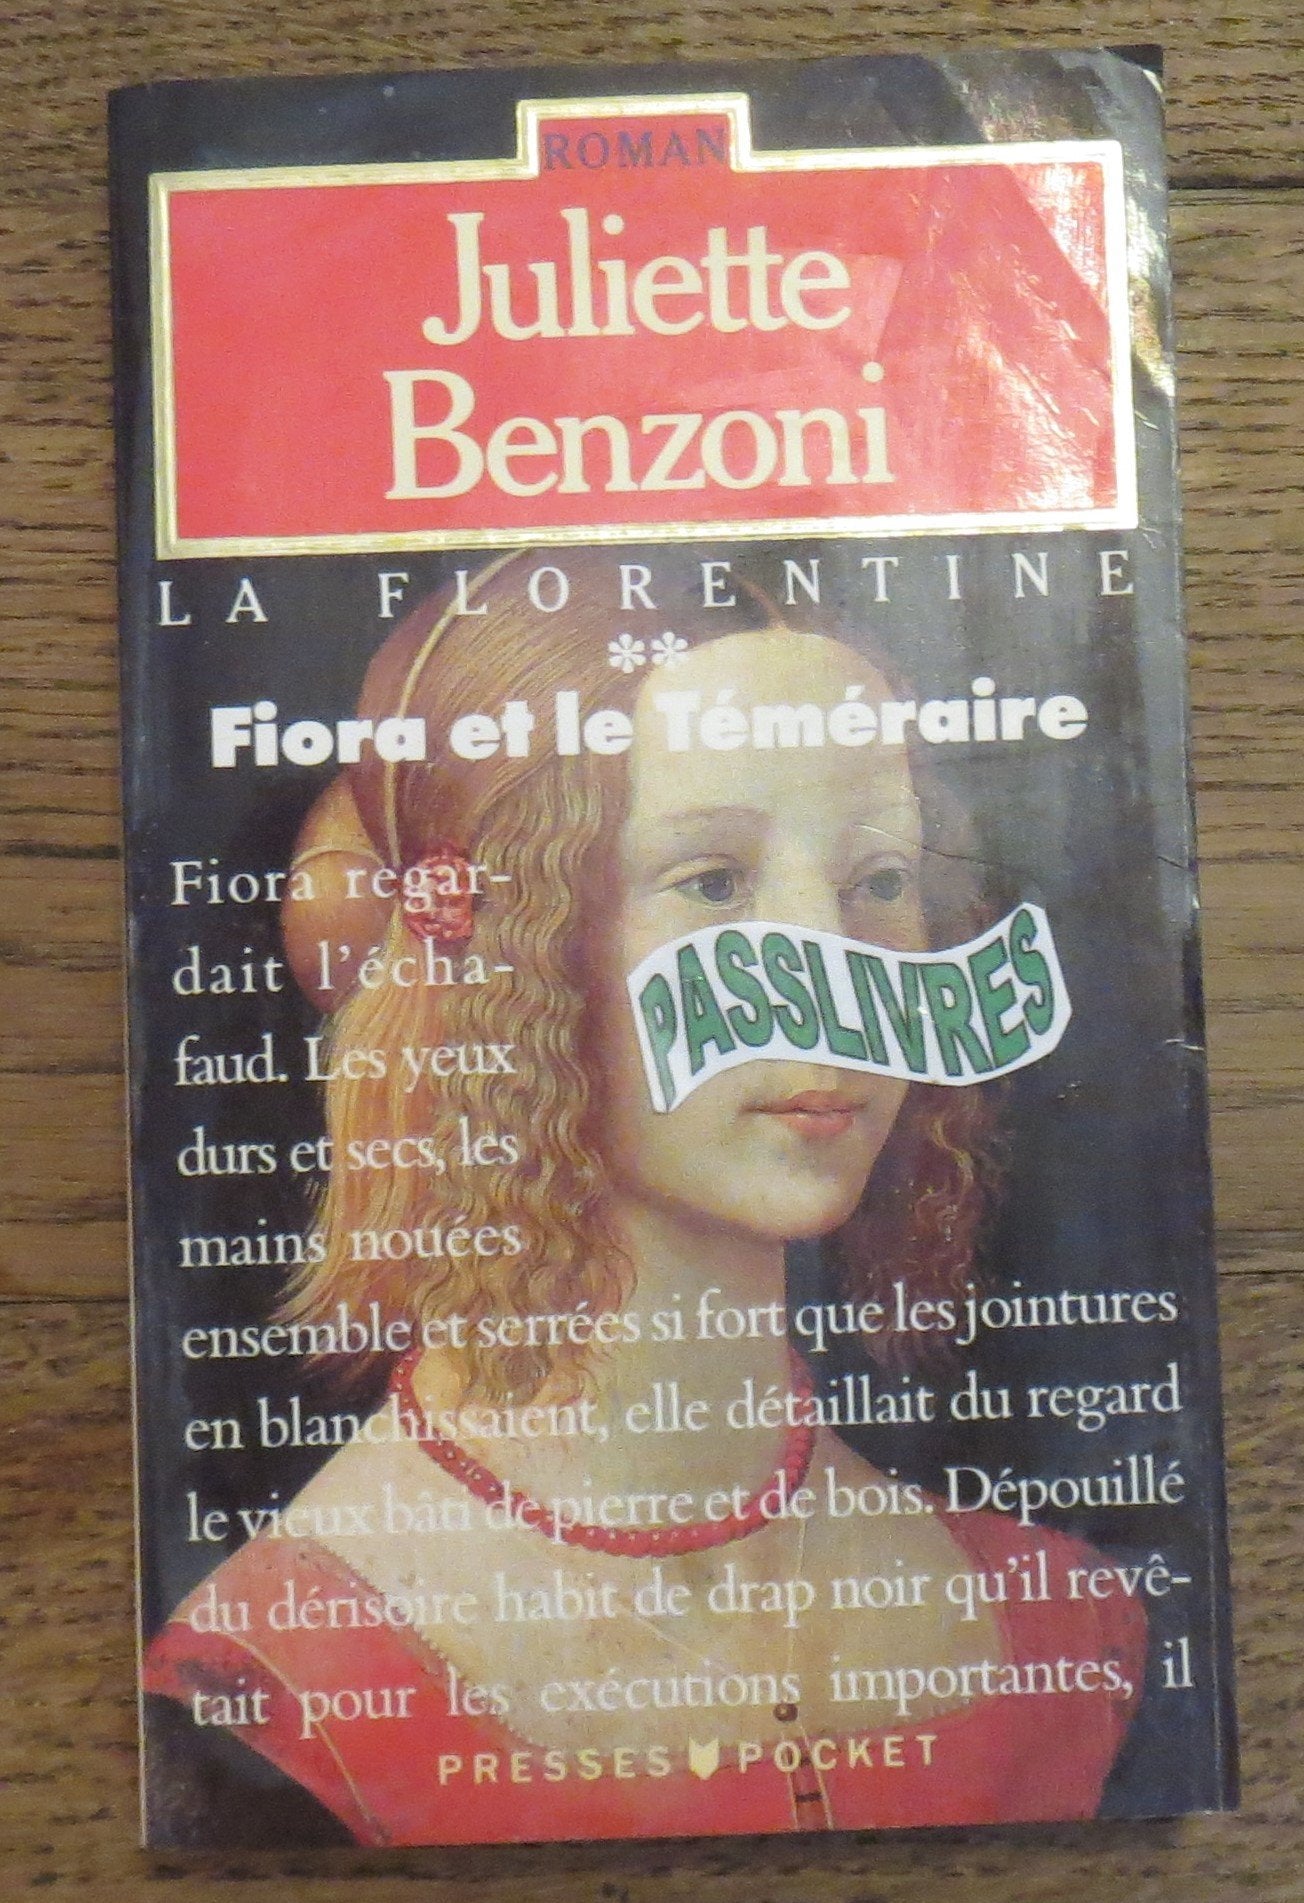 ROMAN
Juliette
Benzoni
LA FLORENTINE
**
Fiora et le Téméraire
Fiora regar-
dait l'écha-
faud. Les yeux
durs et secs, les
mains nouées
ensemble et serrées si fort que les jointures
en blanchissaient, elle détaillait du regard
le vieux bâti de pierre et de bois. Dépouillé
du dérisoire habit de drap noir qu'il revê-
tait pour les exécutions importantes, il
PASSLIVRES
PRESSES POCKET